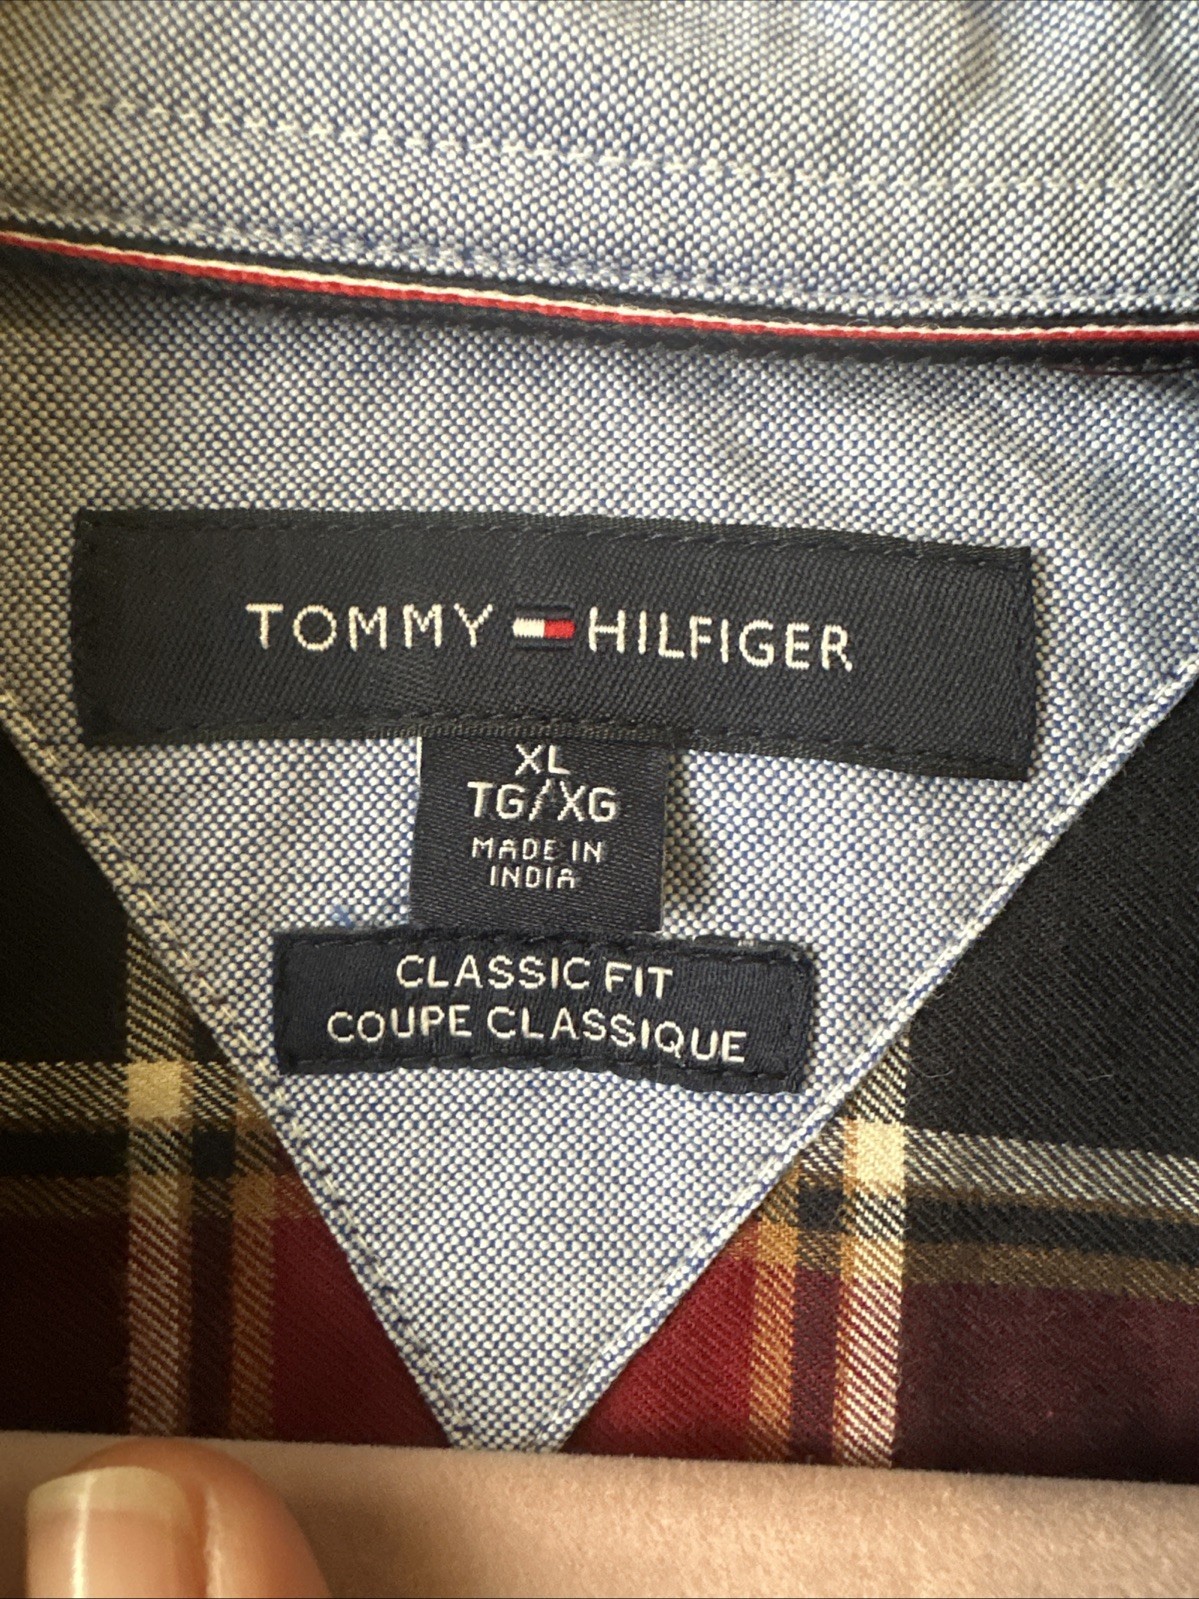 TOMMY HILFIGER
XL
TG/XG
MADE IN
INDIA
CLASSIC FIT
COUPE CLASSIQUE